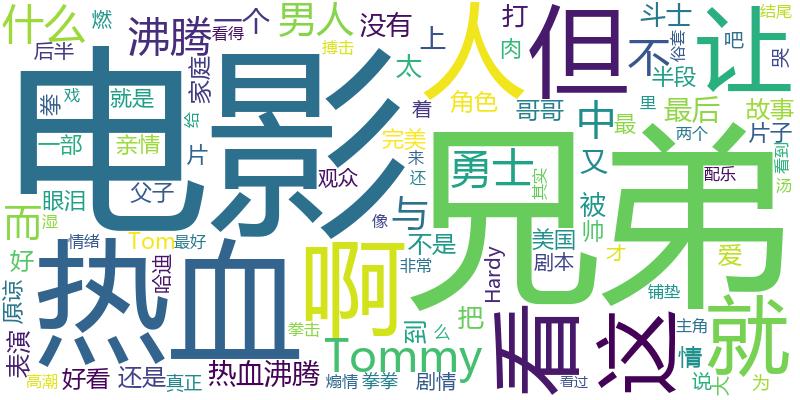 什么
燃
沸腾
一个
看得
男人
没有
打
斗士
结尾
后半
家庭
搏击
上
肉
俗套
吧
哭
电影
人
但
不
让
太
半段
拳
戏
就是
给
着
角色
哥哥
中
最后
故事
里
一部
亲情
片
完美
最
两个
片子
看到
父子
观众
来
还
勇士
又
其实
配乐
汤
眼泪
而
湿
与
像
被
帅
兄弟
情绪
Tom
最好
不是
美国
才
爱
好
热血
啊
非常
剧本
原谅
哈迪
Hardy
铺垫
看
这
就
表演
拳击
到
么
把
主角
情
说
Tommy
好看
还是
热血沸腾
高潮
真正
煽情
拳拳
剧情
看过
大
为